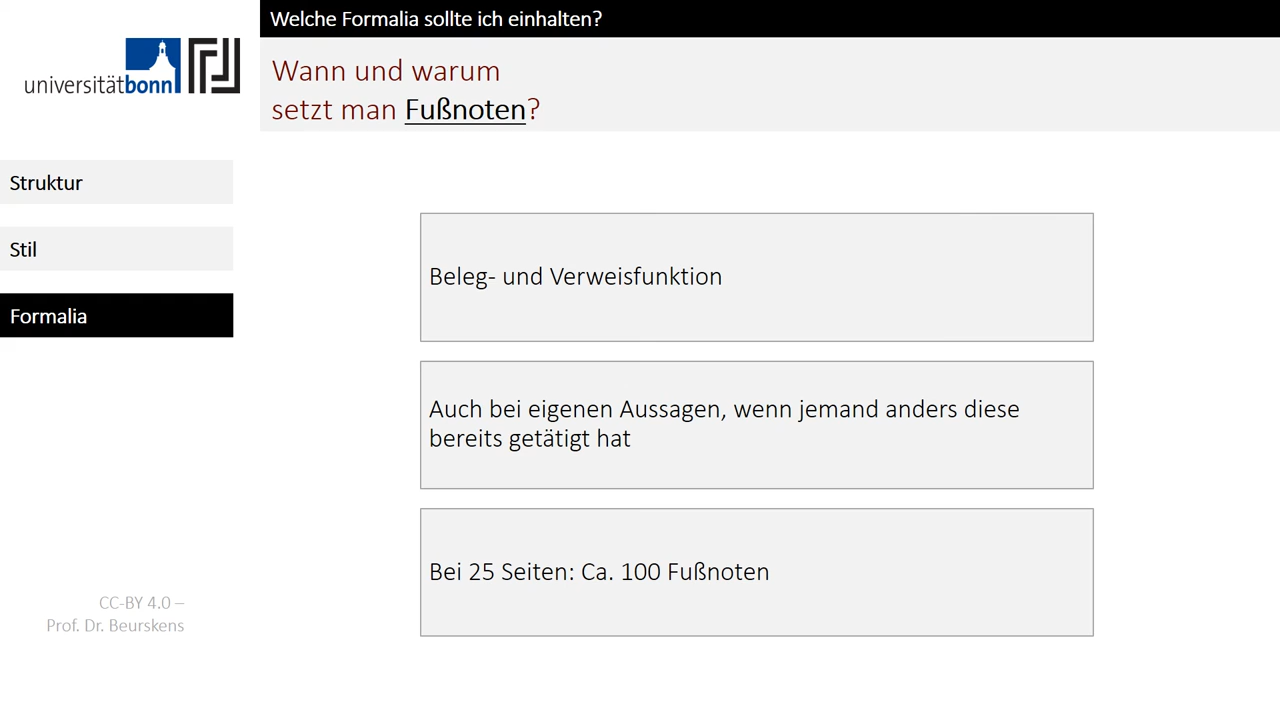 Welche Formalia sollte ich einhalten?
universitätbonn
Wann und warum
setzt man Fußnoten?
Struktur
Stil
Formalia
Beleg- und Verweisfunktion
Auch bei eigenen Aussagen, wenn jemand anders diese
bereits getätigt hat
Bei 25 Seiten: Ca. 100 Fußnoten
CC-BY 4.0 –
Prof. Dr. Beurskens